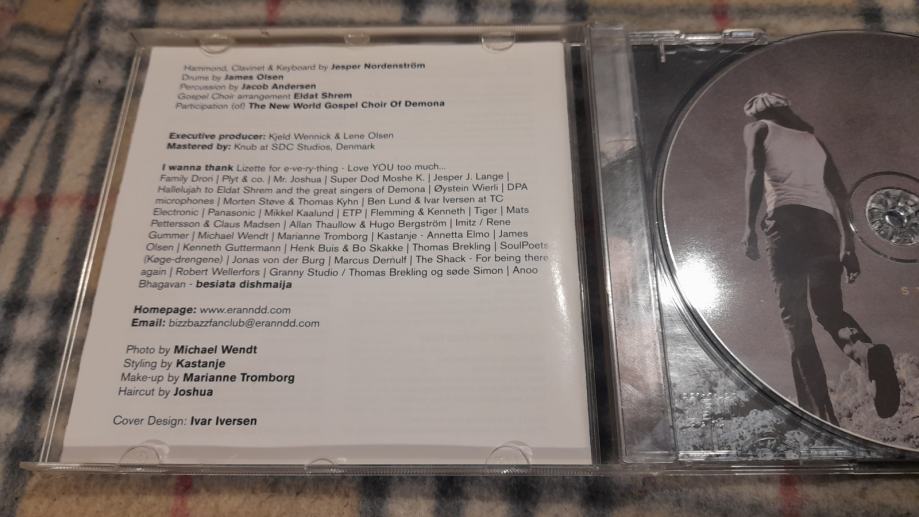 Hammond, Clavinet & Keyboard by Jesper Nordenström
Drums by James Olsen
Percussion by Jacob Andersen
Gospel Choir arrangement Eldat Shrem
Participation (of) The New World Gospel Choir Of Demona
Executive producer: Kjeld Wennick & Lene Olsen
Mastered by: Knub at SDC Studios, Denmark
I wanna thank Lizette for e-ve-ry-thing - Love YOU too much...
Family Drori | Plyt & co. | Mr. Joshua | Super Dod Moshe K. | Jesper J. Lange |
Hallelujah to Eldat Shrem and the great singers of Demona | Øystein Wierli | DPA
microphones | Morten Støve & Thomas Kyhn | Ben Lund & Ivar Iversen at TC
Electronic | Panasonic | Mikkel Kaalund | ETP | Flemming & Kenneth | Tiger | Mats
Pettersson & Claus Madsen | Allan Thaullow & Hugo Bergström | Imitz / Rene
Gummer | Michael Wendt | Marianne Tromborg | Kastanje - Annetta Elmo | James
Olsen | Kenneth Guttermann | Henk Buis & Bo Skakke | Thomas Brekling | SoulPoets
(Køge-drengene) | Jonas von der Burg | Marcus Dernulf | The Shack - For being there
again | Robert Wellerfors | Granny Studio / Thomas Brekling og søde Simon | Anoo
Bhagavan - besiata dishmaija
Homepage: www.eranndd.com
Email: bizzbazzfanclub@eranndd.com
Photo by Michael Wendt
Styling by Kastanje
Make-up by Marianne Tromborg
Haircut by Joshua
Cover Design: Ivar Iversen
S